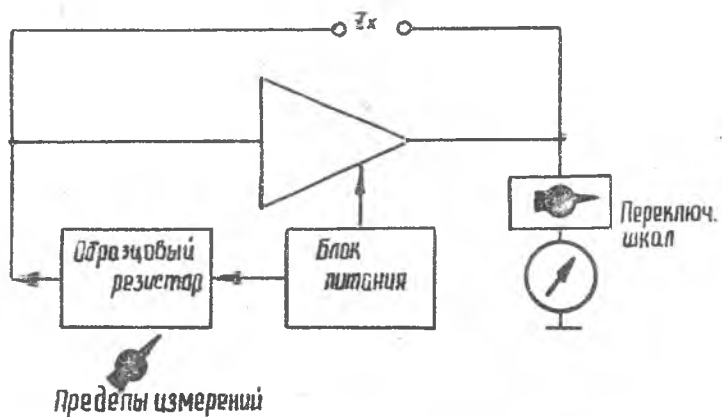 Zx
Переключ.
шкал
Образцовый
резистор
Блок
питания
Пределы измерений